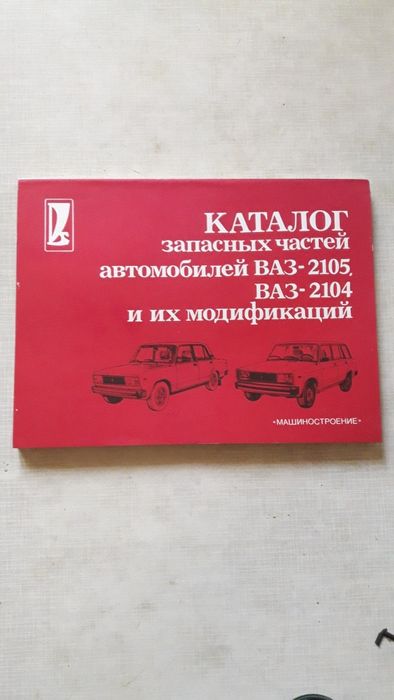 КАТАЛОГ
запасных частей
автомобилей ВАЗ-2105,
ВАЗ-2104
и их модификаций
«МАШИНОСТРОЕНИЕ»